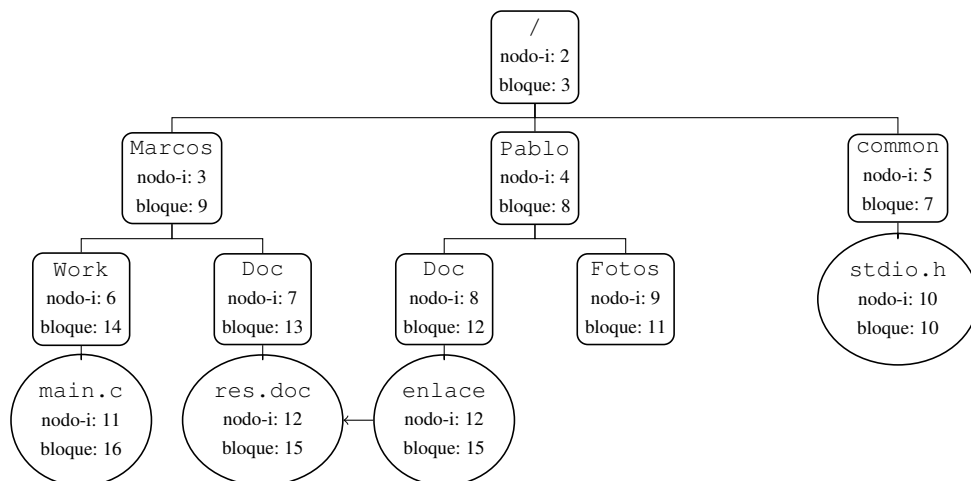 /
nodo-i: 2
bloque: 3
Marcos
nodo-i: 3
bloque: 9
Pablo
nodo-i: 4
bloque: 8
common
nodo-i: 5
bloque: 7
Work
nodo-i: 6
bloque: 14
Doc
nodo-i: 7
bloque: 13
Doc
nodo-i: 8
bloque: 12
Fotos
nodo-i: 9
bloque: 11
stdio.h
nodo-i: 10
bloque: 10
main.c
nodo-i: 11
bloque: 16
res.doc
nodo-i: 12
bloque: 15
enlace
nodo-i: 12
bloque: 15